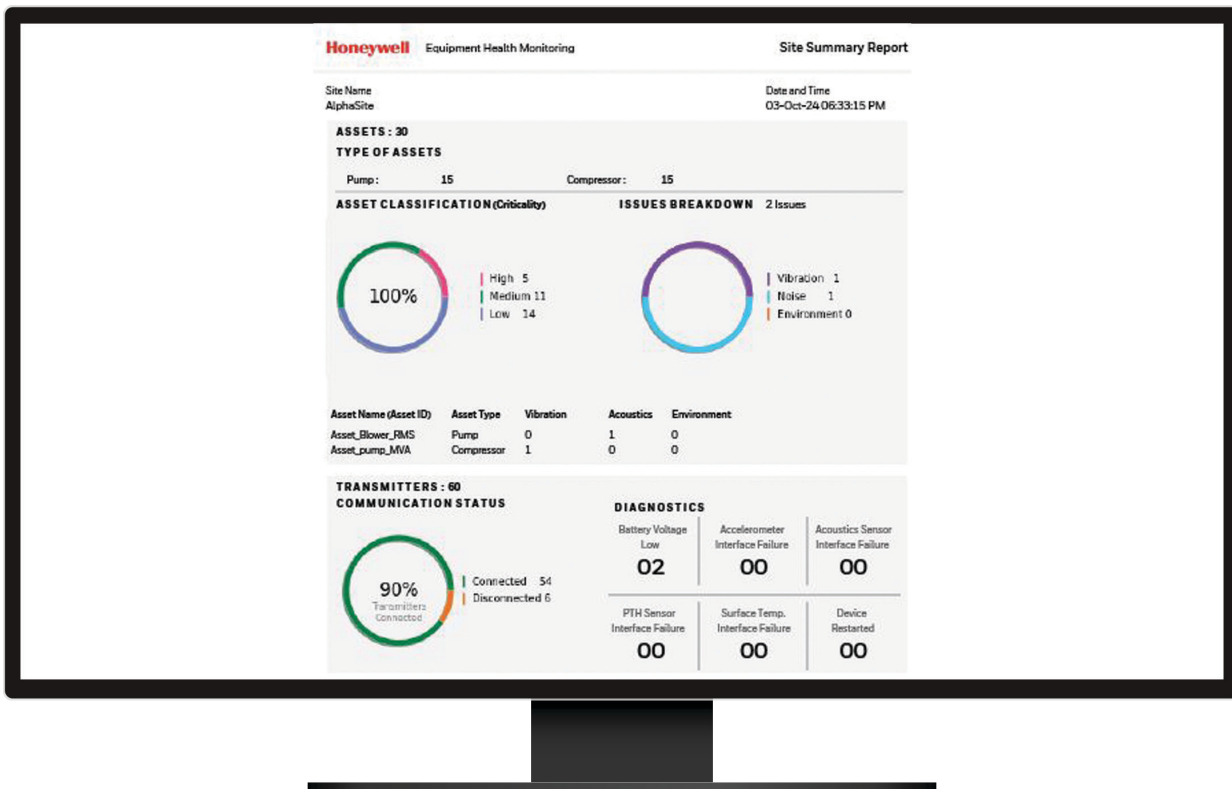 Honeywell Equipment Health Monitoring Site Summary Report
Site Name
AlphaSite
Date and Time
03-Oct-24 06:33:15 PM
ASSETS : 30
TYPE OF ASSETS
Pump : 15 Compressor : 15
ASSET CLASSIFICATION (Criticality)
100%
High 5
Medium 11
Low 14
ISSUES BREAKDOWN 2 Issues
Vibration 1
Noise 1
Environment 0
Asset Name (Asset ID) Asset Type Vibration Acoustics Environment
Asset_Blower_RMS Pump 0 1 0
Asset_pump_MVA Compressor 1 0 0
TRANSMITTERS : 60
COMMUNICATION STATUS
90%
Transmitters
Connected
Connected 54
Disconnected 6
DIAGNOSTICS
Battery Voltage
Low
02
Accelerometer
Interface Failure
00
Acoustics Sensor
Interface Failure
00
PTH Sensor
Interface Failure
00
Surface Temp.
Interface Failure
00
Device
Restarted
00